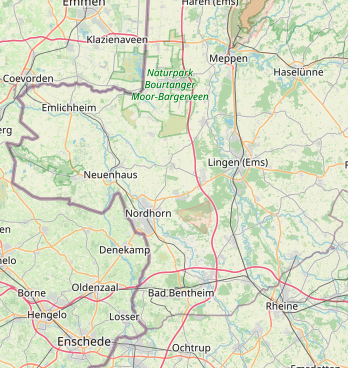 Emmen
Haren (Ems)
Klazienaveen
Meppen
Naturpark
Bourtanger
Moor-Bargerveen
Haselünne
Coevorden
Emlichheim
Lingen (Ems)
Neuenhaus
Nordhorn
Denekamp
Oldenzaal
Borne
Bad Bentheim
Hengelo
Losser
Rheine
Enschede
Ochtrup